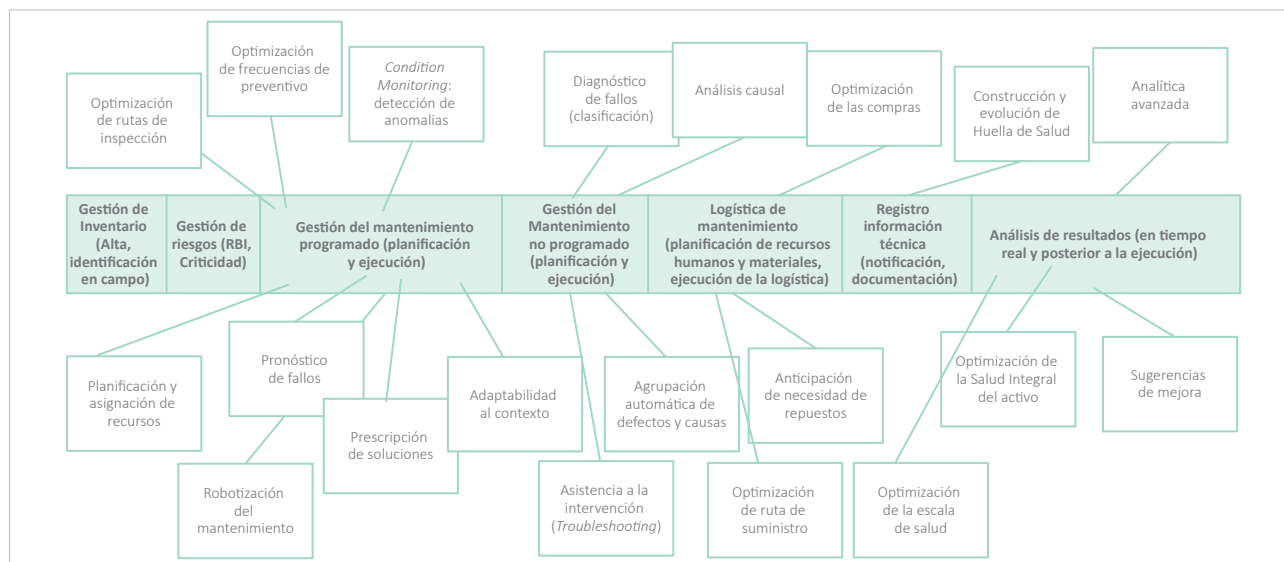 Optimización
de rutas de
inspección
Optimización
de frecuencias de
preventivo
Condition
Monitoring:
detección de
anomalias
Diagnóstico
de fallos
(clasificación)
Análisis causal
Optimización
de las compras
Construcción y
evolución de
Huella de Salud
Analítica
avanzada
Gestión de
Inventario
(Alta,
identificación
en campo)
Gestión de
riesgos (RBI,
Criticidad)
Gestión del mantenimiento
programado (planificación
y ejecución)
Gestión del
Mantenimiento
no programado
(planificación y
ejecución)
Logística de
mantenimiento
(planificación de recursos
humanos y materiales,
ejecución de la logística)
Registro
información
técnica
(notificación,
documentación)
Análisis de resultados (en tiempo
real y posterior a la ejecución)
Planificación y
asignación de
recursos
Pronóstico
de fallos
Robotización
del
mantenimiento
Prescripción
de soluciones
Adaptabilidad
al contexto
Asistencia a la
intervención
(Troubleshooting)
Agrupación
automática de
defectos y causas
Anticipación
de necesidad de
repuestos
Optimización
de ruta de
suministro
Optimización
de la escala
de salud
Optimización de
la Salud Integral
del activo
Sugerencias
de mejora